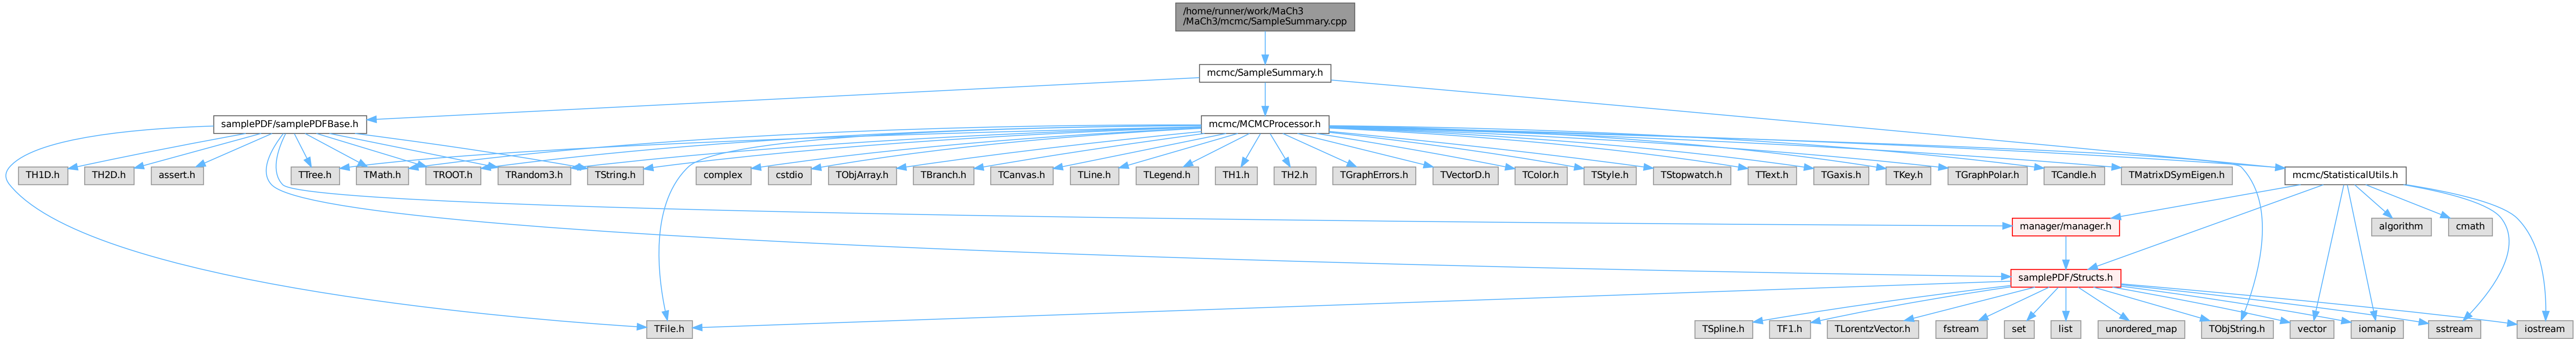 /home/runner/work/MaCh3
/MaCh3/mcmc/SampleSummary.cpp
mcmc/SampleSummary.h
samplePDF/samplePDFBase.h
mcmc/MCMCProcessor.h
TH1D.h
TH2D.h
assert.h
TTree.h
TMath.h
TROOT.h
TRandom3.h
TString.h
complex
cstdio
TObjArray.h
TBranch.h
TCanvas.h
TLine.h
TLegend.h
TH1.h
TH2.h
TGraphErrors.h
TVectorD.h
TColor.h
TStyle.h
TStopwatch.h
TText.h
TGaxis.h
TKey.h
TGraphPolar.h
TCandle.h
TMatrixDSymEigen.h
mcmc/StatisticalUtils.h
manager/manager.h
algorithm
cmath
samplePDF/Structs.h
TFile.h
TSpline.h
TF1.h
TLorentzVector.h
fstream
set
list
unordered_map
TObjString.h
vector
iomanip
sstream
iostream